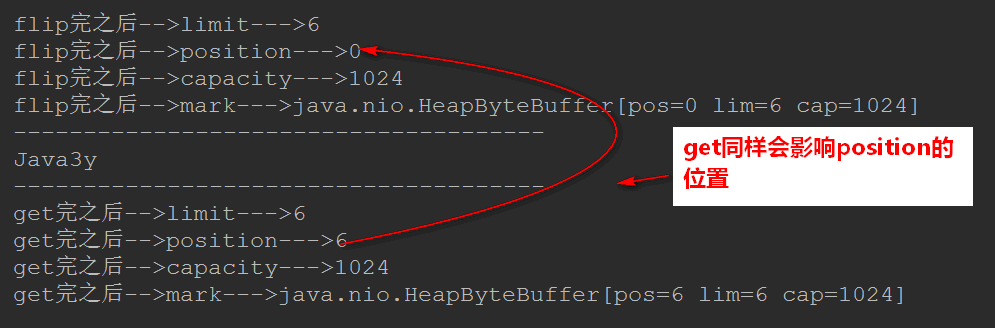 flip完之后-->limit--->6
flip完之后-->position--->0
flip完之后-->capacity--->1024
flip完之后-->mark--->java.nio.HeapByteBuffer[pos=0 lim=6 cap=1024]
--------------------------------------
Java3y
--------------------------------------
get完之后-->limit--->6
get完之后-->position--->6
get完之后-->capacity--->1024
get完之后-->mark--->java.nio.HeapByteBuffer[pos=6 lim=6 cap=1024]
get同样会影响position的
位置